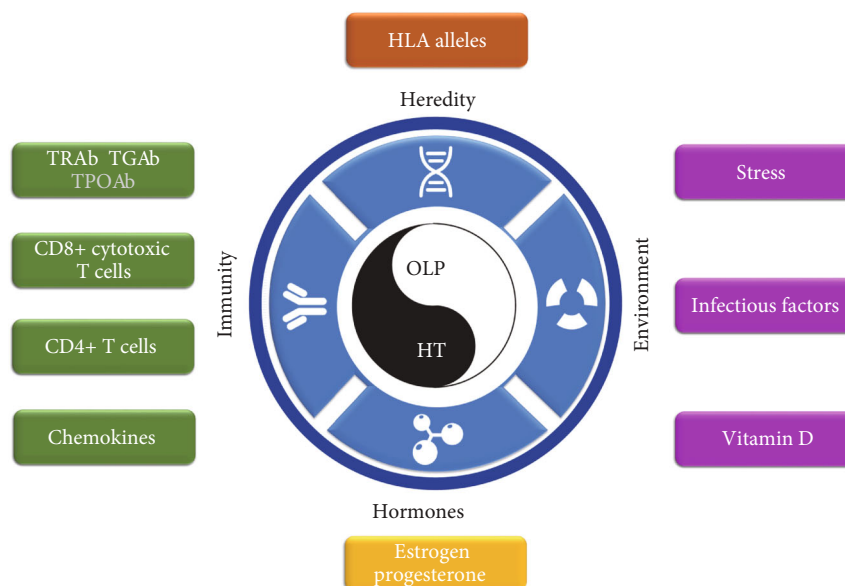 HLA alleles
Heredity
TRAb TGAb
TPOAb
CD8+ cytotoxic
T cells
CD4+ T cells
Chemokines
Immunity
OLP
HT
Environment
Stress
Infectious factors
Vitamin D
Hormones
Estrogen
progesterone